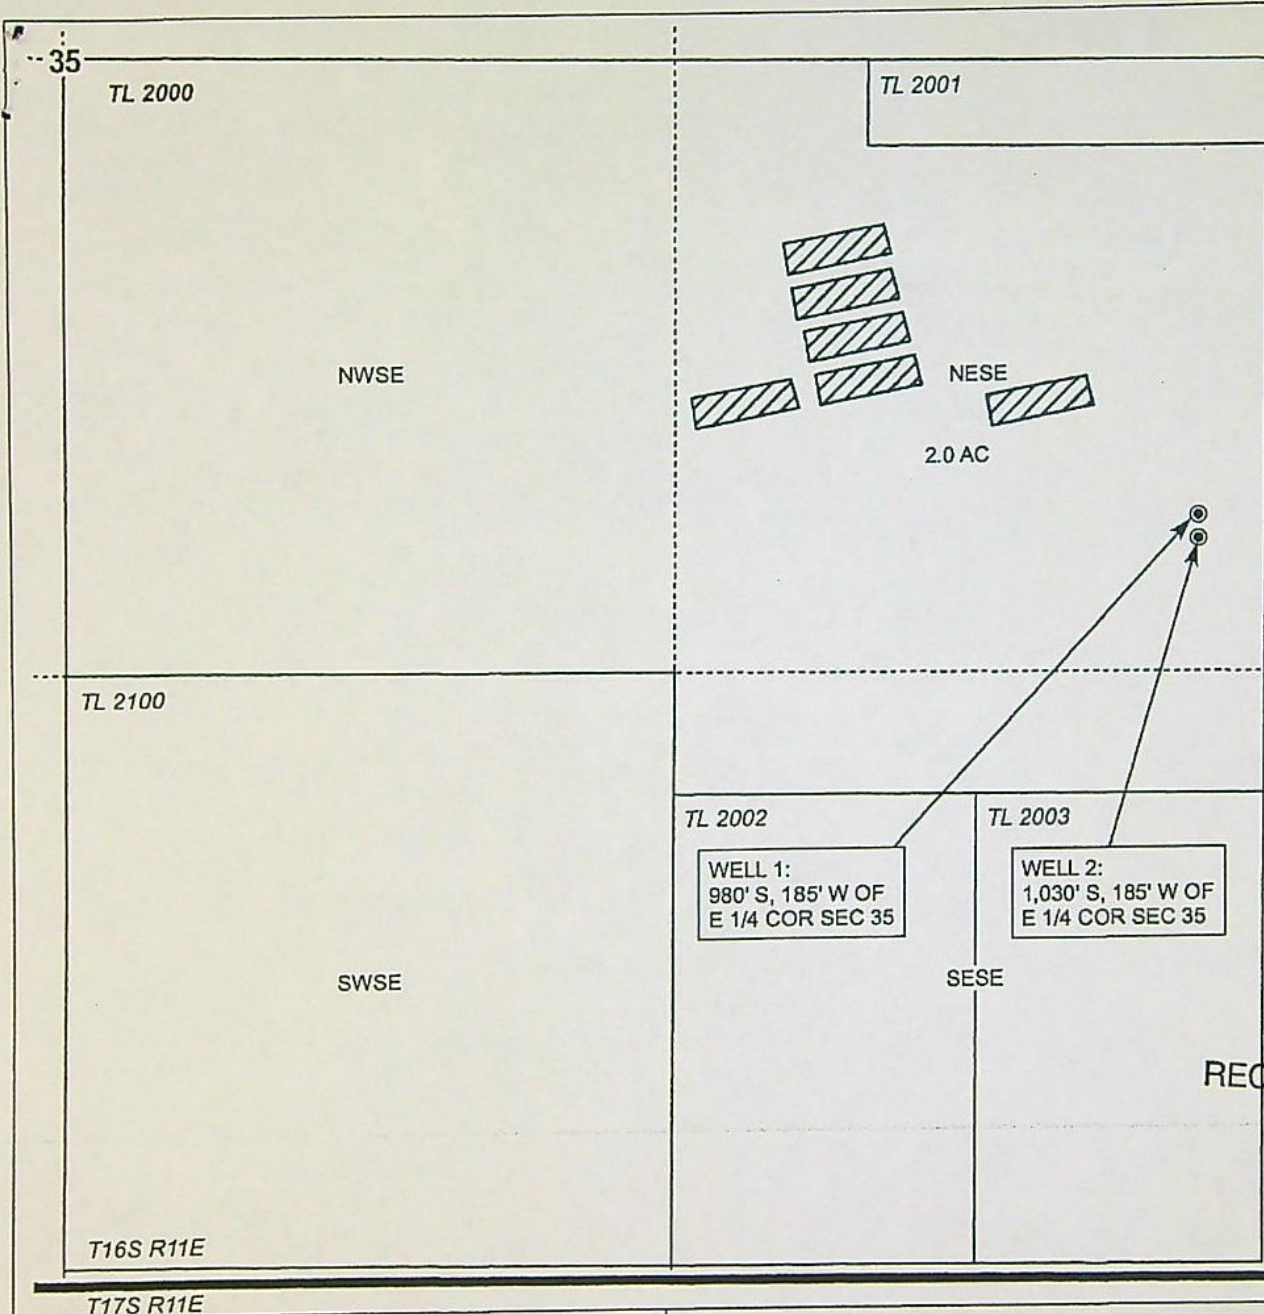 35
TL 2000
TL 2001
NWSE
NESE
2.0 AC
TL 2100
TL 2002
TL 2003
WELL 1:
980' S, 185' W OF
E 1/4 COR SEC 35
WELL 2:
1,030' S, 185' W OF
E 1/4 COR SEC 35
SWSE
SESE
T16S R11E
T17S R11E